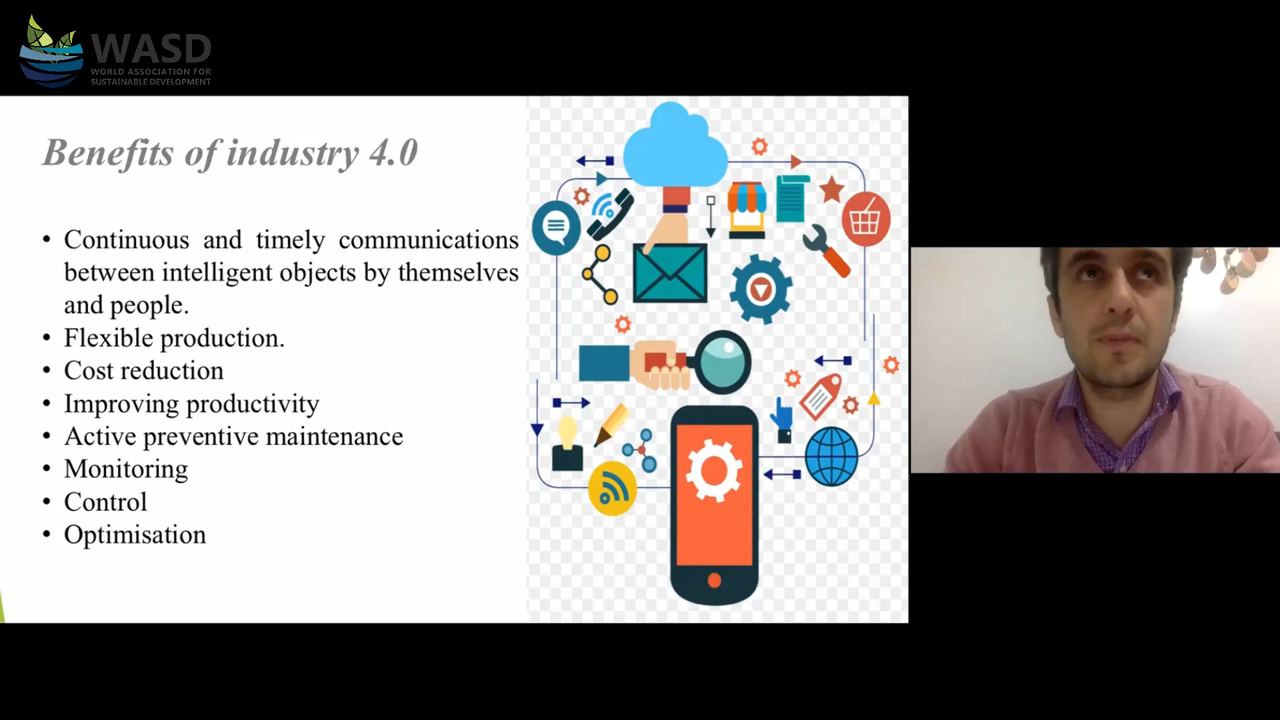 WASD
WORLD ASSOCIATION FOR
SUSTAINABLE DEVELOPMENT
Benefits of industry 4.0
• Continuous and timely communications
between intelligent objects by themselves
and people.
• Flexible production.
• Cost reduction
• Improving productivity
• Active preventive maintenance
• Monitoring
• Control
• Optimisation